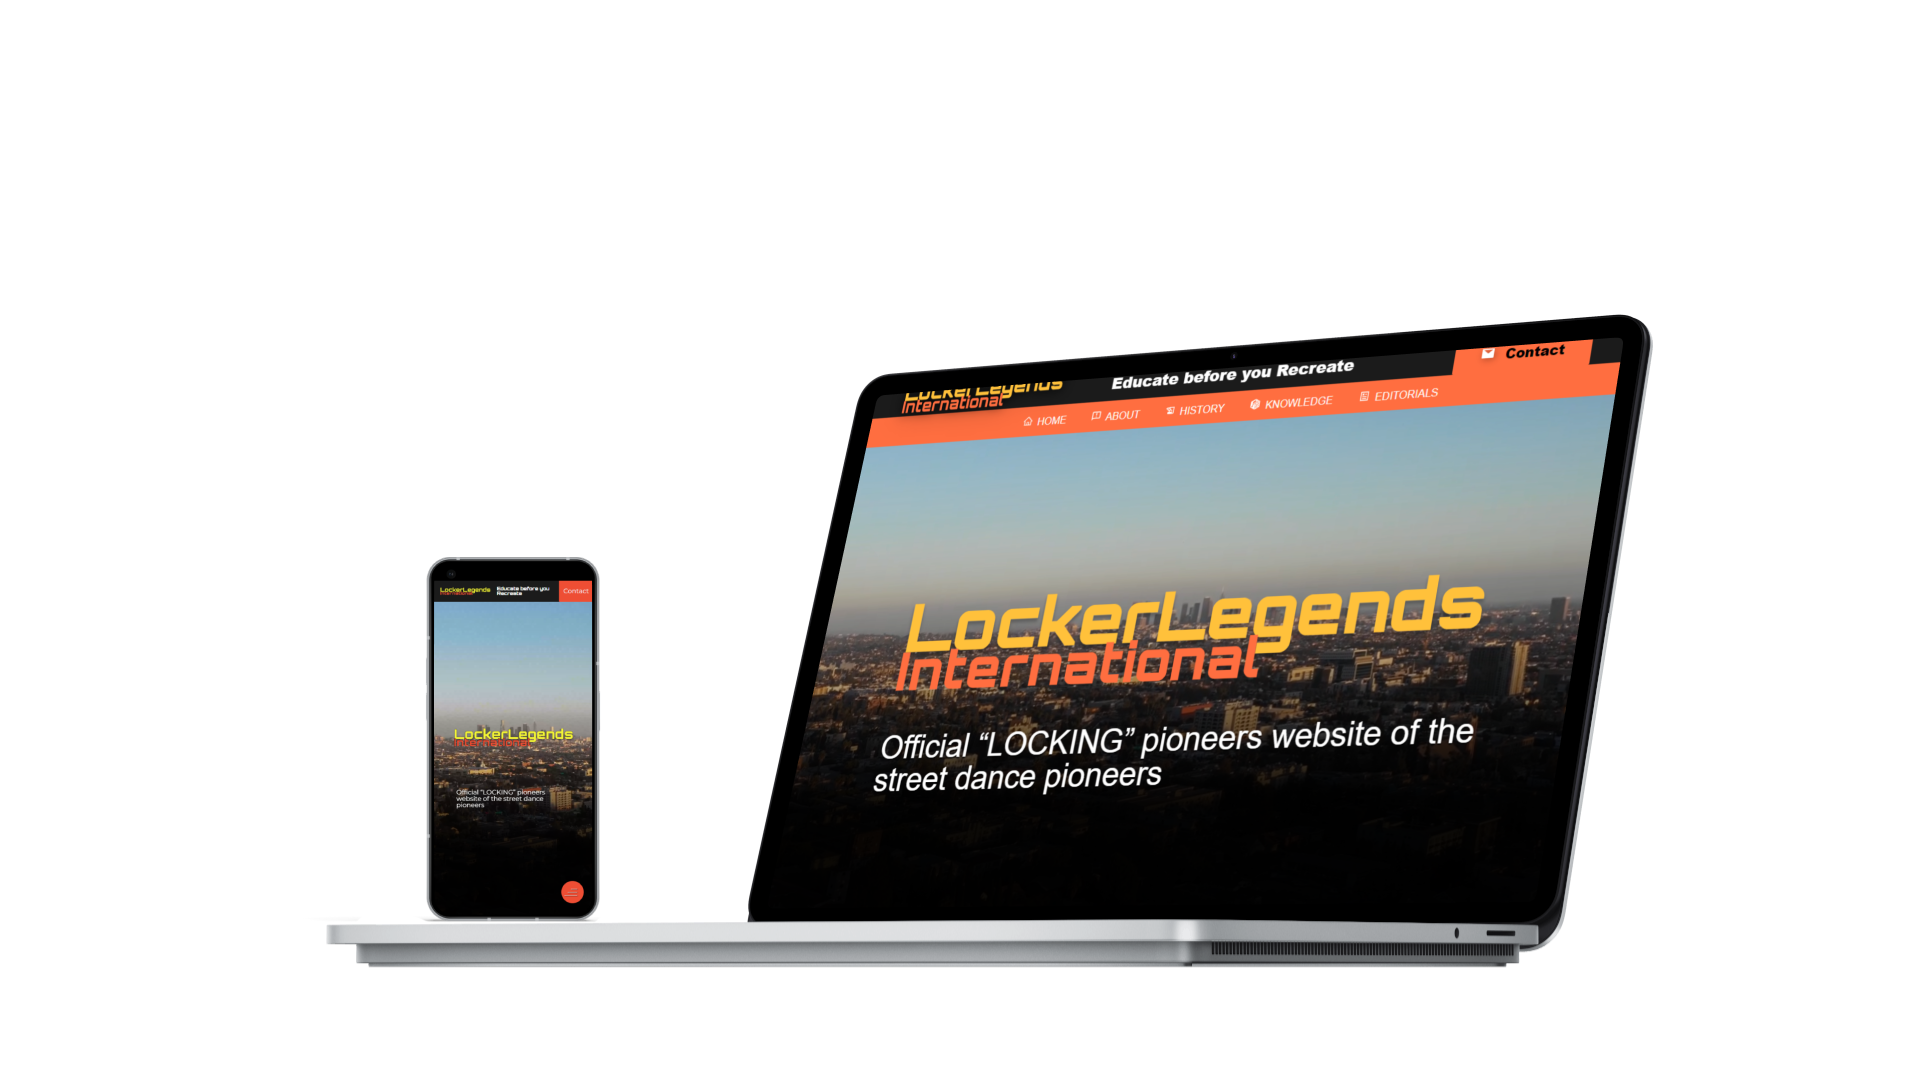 LockerLegends
International
Educate before you
Recreate
Contact
LockerLegends
International
Official “LOCKING” pioneers
website of the street dance
pioneers
LockerLegends
International
Educate before you Recreate
Contact
HOME
ABOUT
HISTORY
KNOWLEDGE
EDITORIALS
LockerLegends
International
Official “LOCKING” pioneers website of the
street dance pioneers